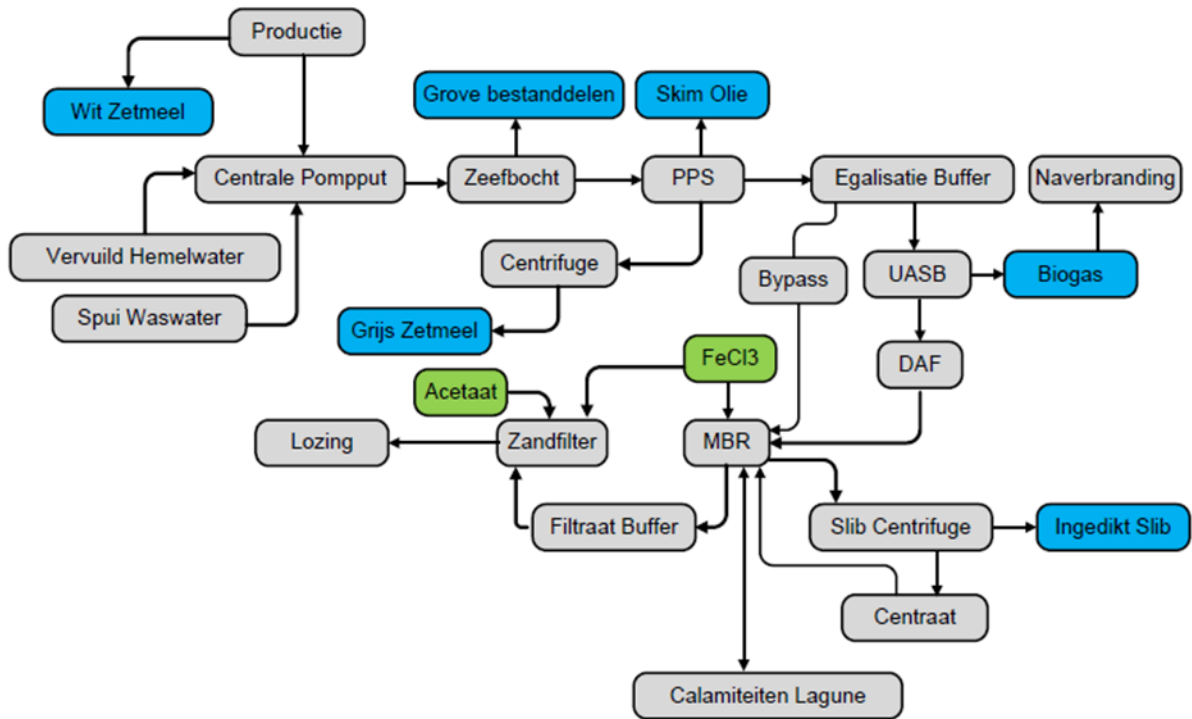 Productie
Grove bestanddelen
Skim Olie
Wit Zetmeel
Centrale Pompput
Zeefbocht
PPS
Egalisatie Buffer
Naverbranding
Vervuild Hemelwater
Centrifuge
Bypass
UASB
Biogas
Spui Waswater
Grijs Zetmeel
FeCl3
DAF
Acetaat
Lozing
Zandfilter
MBR
Filtraat Buffer
Slib Centrifuge
Ingedikt Slib
Centraat
Calamiteiten Lagune